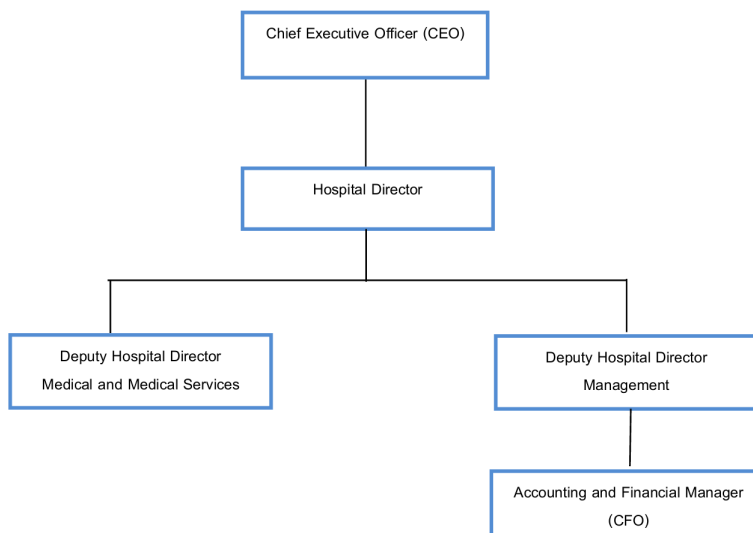 Chief Executive Officer (CEO)
Hospital Director
Deputy Hospital Director
Medical and Medical Services
Deputy Hospital Director
Management
Accounting and Financial Manager
(CFO)